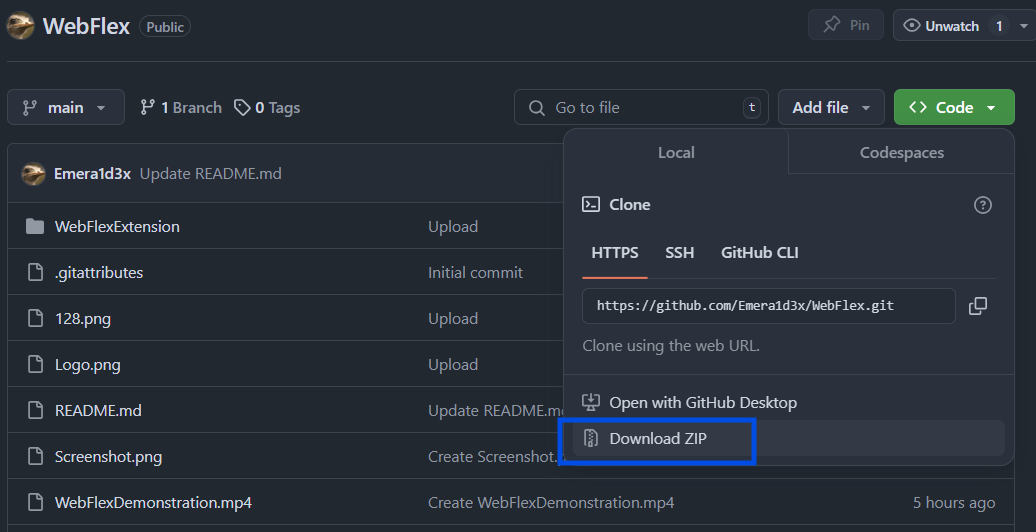 WebFlex Public Pin Unwatch 1
main 1 Branch 0 Tags Go to file t Add file Code
Local Codespaces
Emera1d3x Update README.md
Clone
WebFlexExtension Upload
HTTPS SSH GitHub CLI
.gitattributes Initial commit
https://github.com/Emera1d3x/WebFlex.git
128.png Upload
Clone using the web URL.
Logo.png Upload
Open with GitHub Desktop
README.md Update README.md
Download ZIP
Screenshot.png Create Screenshot.
WebFlexDemonstration.mp4 Create WebFlexDemonstration.mp4 5 hours ago